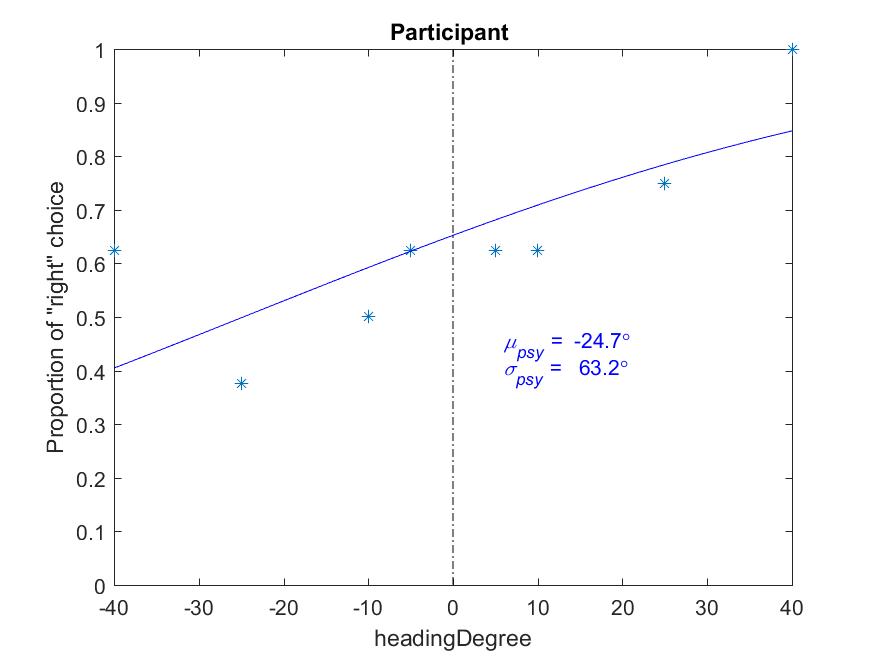 Participant
1
0.9
0.8
0.7
0.6
0.5
0.4
0.3
0.2
0.1
0
Proportion of "right" choice
μpsy = -24.7°
σpsy = 63.2°
-40 -30 -20 -10 0 10 20 30 40
headingDegree